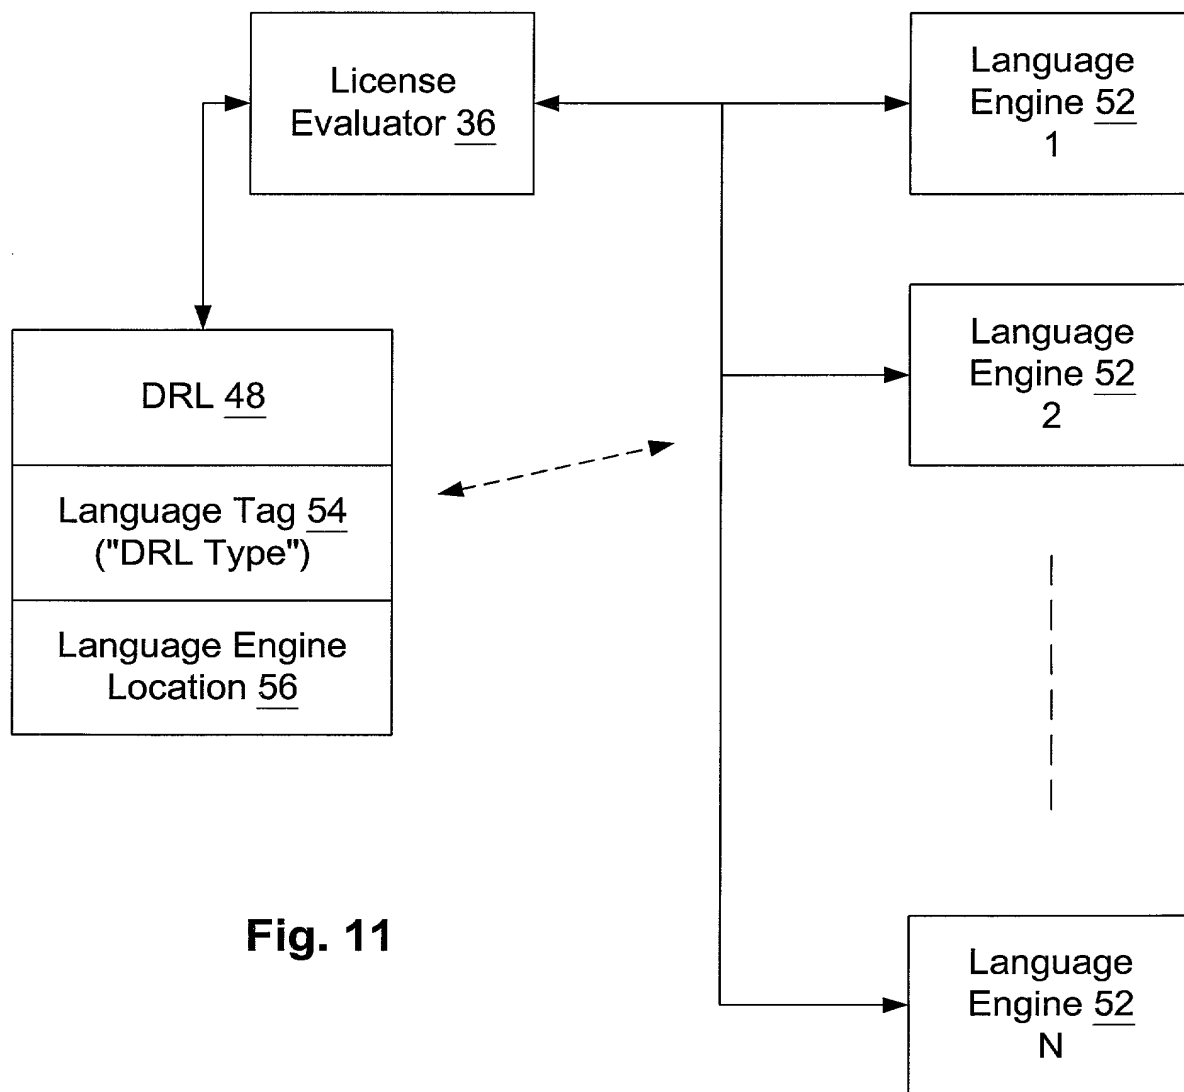 License
Evaluator 36
Language
Engine 52
1
Language
Engine 52
2
DRL 48
Language Tag 54
("DRL Type")
Language Engine
Location 56
Fig. 11
Language
Engine 52
N